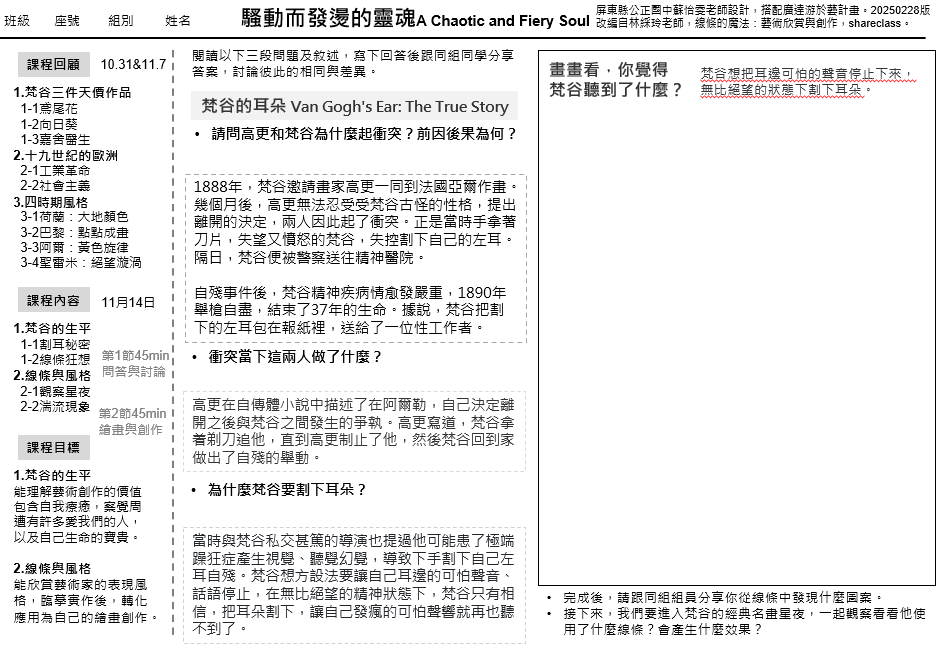 班級 座號 組別 姓名
騷動而發燙的靈魂A Chaotic and Fiery Soul
屏東縣公正國中蘇怡雯老師設計，搭配廣達游於藝計畫。20250228版
改編自林綵玲老師，線條的魔法：藝術欣賞與創作，shareclass。
課程回顧 10.31&11.7
1.梵谷三件天價作品
1-1鳶尾花
1-2向日葵
1-3嘉舍醫生
2.十九世紀的歐洲
2-1工業革命
2-2社會主義
3.四時期風格
3-1荷蘭：大地顏色
3-2巴黎：點點成畫
3-3阿爾：黃色旋律
3-4聖雷米：絕望漩渦
課程內容 11月14日
1.梵谷的生平
1-1割耳秘密
1-2線條狂想
第1節45min
問答與討論
2.線條與風格
2-1觀察星夜
2-2湍流現象
第2節45min
繪畫與創作
課程目標
1.梵谷的生平
能理解藝術創作的價值
包含自我療癒，察覺周
遭有許多愛我們的人，
以及自己生命的寶貴。
2.線條與風格
能欣賞藝術家的表現風
格，臨摹實作後，轉化
應用為自己的繪畫創作。
閱讀以下三段問題及敘述，寫下回答後跟同組同學分享
答案，討論彼此的相同與差異。
梵谷的耳朵 Van Gogh's Ear: The True Story
• 請問高更和梵谷為什麼起衝突？前因後果為何？
1888年，梵谷邀請畫家高更一同到法國亞爾作畫。
幾個月後，高更無法忍受受梵谷古怪的性格，提出
離開的決定，兩人因此起了衝突。正是當時手拿著
刀片，失望又憤怒的梵谷，失控割下自己的左耳。
隔日，梵谷便被警察送往精神醫院。
自殘事件後，梵谷精神疾病情愈發嚴重，1890年
舉槍自盡，結束了37年的生命。據說，梵谷把割
下的左耳包在報紙裡，送給了一位性工作者。
• 衝突當下這兩人做了什麼？
高更在自傳體小說中描述了在阿爾勒，自己決定離
開之後與梵谷之間發生的爭執。高更寫道，梵谷拿
着剃刀追他，直到高更制止了他，然後梵谷回到家
做出了自殘的舉動。
• 為什麼梵谷要割下耳朵？
當時與梵谷私交甚篤的導演也提過他可能患了極端
躁狂症產生視覺、聽覺幻覺，導致下手割下自己左
耳自殘。梵谷想方設法要讓自己耳邊的可怕聲音、
話語停止，在無比絕望的精神狀態下，梵谷只有相
信，把耳朵割下，讓自己發瘋的可怕聲響就再也聽
不到了。
畫畫看，你覺得
梵谷聽到了什麼？
梵谷想把耳邊可怕的聲音停止下來，
無比絕望的狀態下割下耳朵。
• 完成後，請跟同組組員分享你從線條中發現什麼圖案。
• 接下來，我們要進入梵谷的經典名畫星夜，一起觀察看看他使
用了什麼線條？會產生什麼效果？